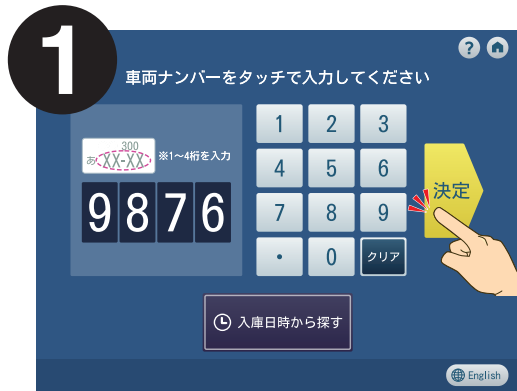 1
?
車両ナンバーをタッチで入力してください
300
あ XX-XX
※1~4桁を入力
9876
1 2 3
4 5 6
7 8 9
・ 0 クリア
決定
入庫日時から探す
English